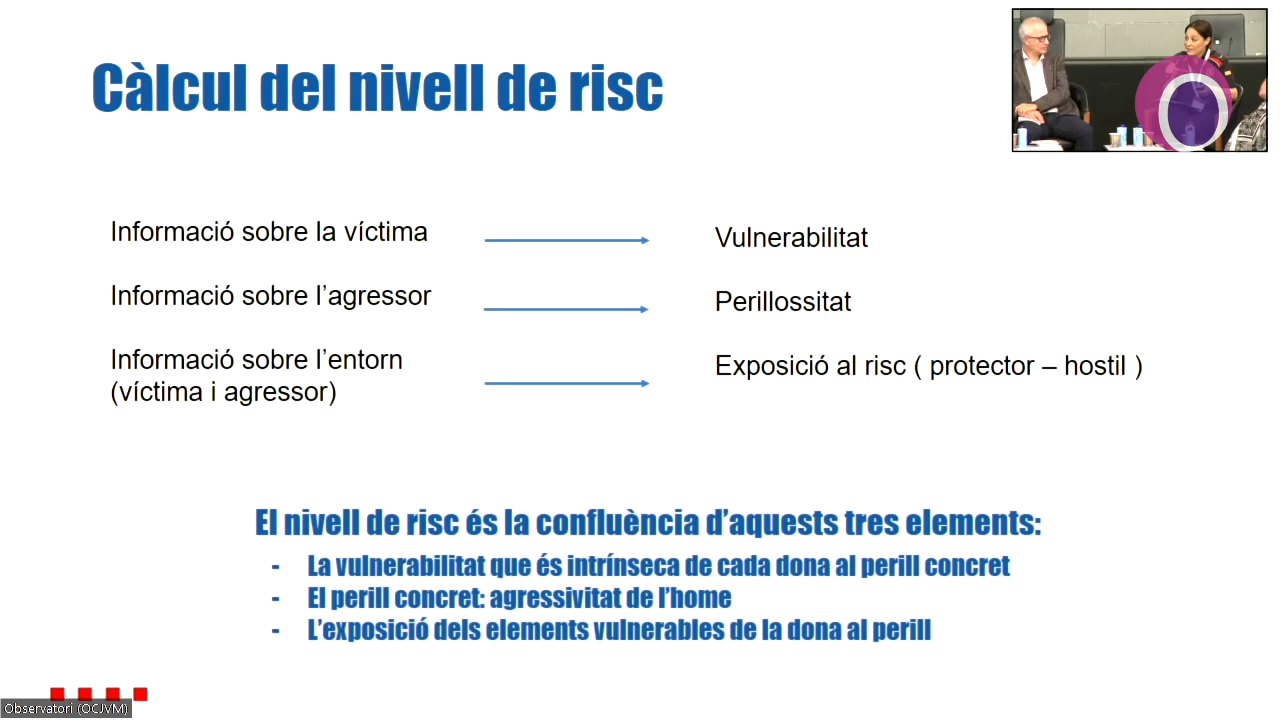 Càlcul del nivell de risc
Informació sobre la víctima
Vulnerabilitat
Informació sobre l’agressor
Perillossitat
Informació sobre l’entorn
(víctima i agressor)
Exposició al risc ( protector – hostil )
El nivell de risc és la confluència d’aquests tres elements:
- La vulnerabilitat que és intrínseca de cada dona al perill concret
- El perill concret: agressivitat de l’home
- L’exposició dels elements vulnerables de la dona al perill
Observatori (OCJVM)